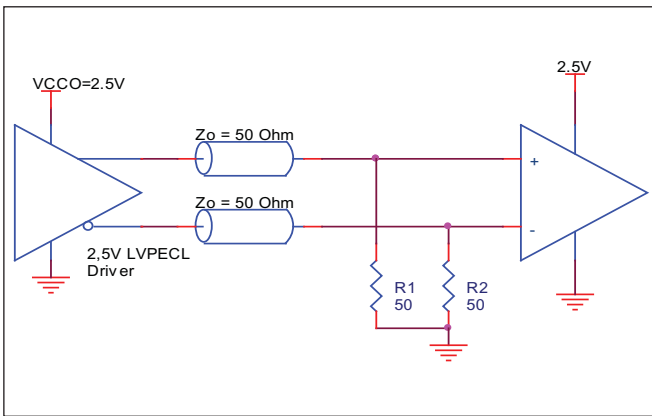 VCCO=2.5V
2.5V
Zo = 50 Ohm
+
Zo = 50 Ohm
-
2,5V LVPECL
Driver
R1
50
R2
50